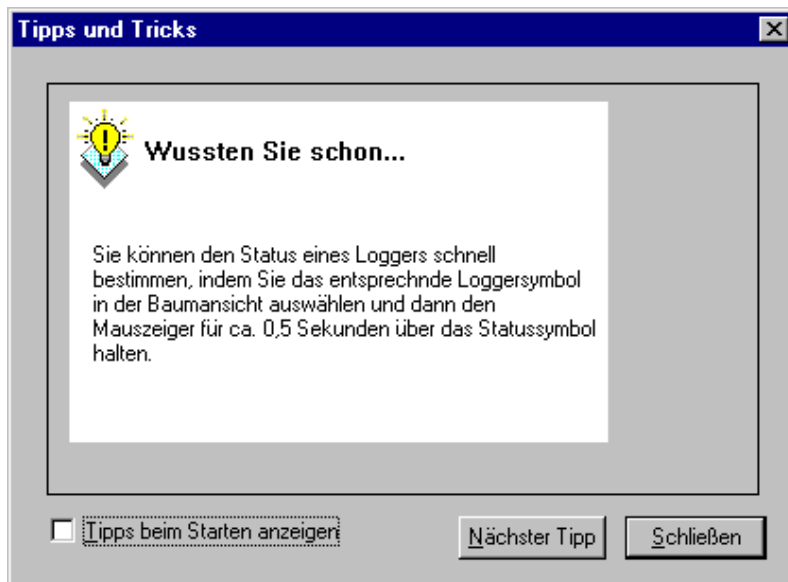 Tipps und Tricks
Wussten Sie schon...
Sie können den Status eines Loggers schnell
bestimmen, indem Sie das entsprechnde Loggersymbol
in der Baumansicht auswählen und dann den
Mauszeiger für ca. 0,5 Sekunden über das Statussymbol
halten.
Tipps beim Starten anzeigen
Nächster Tipp
Schließen